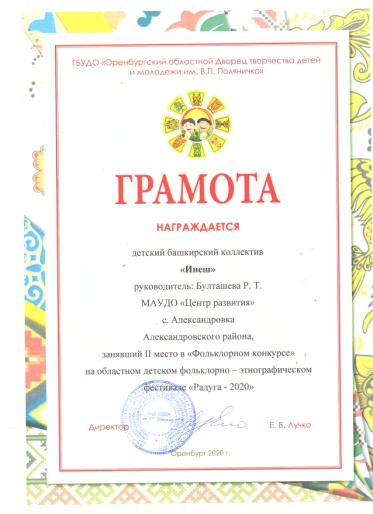 ГБУДО «Оренбургский областной Дворец творчества детей
и молодежи им. В.П. Поляничко»
ГРАМОТА
НАГРАЖДАЕТСЯ
детский башкирский коллектив
«Инеш»
руководитель: Булташева Р. Т.
МАУДО «Центр развития»
с. Александровка
Александровского района,
занявший II место в «Фольклорном конкурсе»
на областном детском фольклорно – этнографическом
фестивале «Радуга - 2020»
Директор Е. В. Лучко
Оренбург 2020 г.